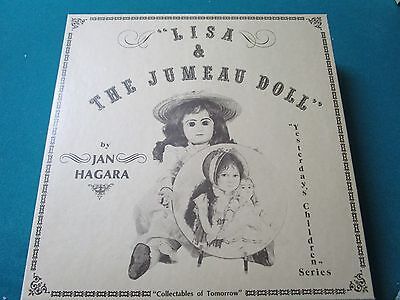 "LISA
&
THE JUMEAU DOLL"
by
JAN
HAGARA
"Yesterday's Children"
Series
"Collectables of Tomorrow"